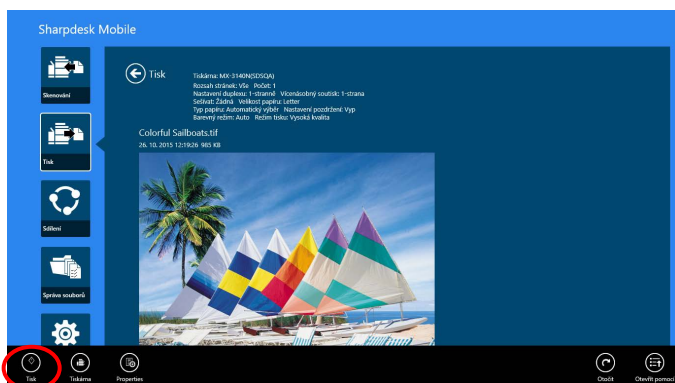 Sharpdesk Mobile
Skenování
Tisk
Sdílení
Správa souborů
Tisk
Tiskárna: MX-3140N(SDSQA)
Rozsah stránek: Vše Počet: 1
Nastavení duplexu: 1-stranně Vícenásobný soutisk: 1-strana
Sešívat: Žádná Velikost papíru: Letter
Typ papíru: Automatický výběr Nastavení pozdržení: Vyp
Barevný režim: Auto Režim tisku: Vysoká kvalita
Colorful Sailboats.tif
26. 10. 2015 12:19:26 985 KB
Tisk
Tiskárna
Properties
Otočit
Otevřít pomocí